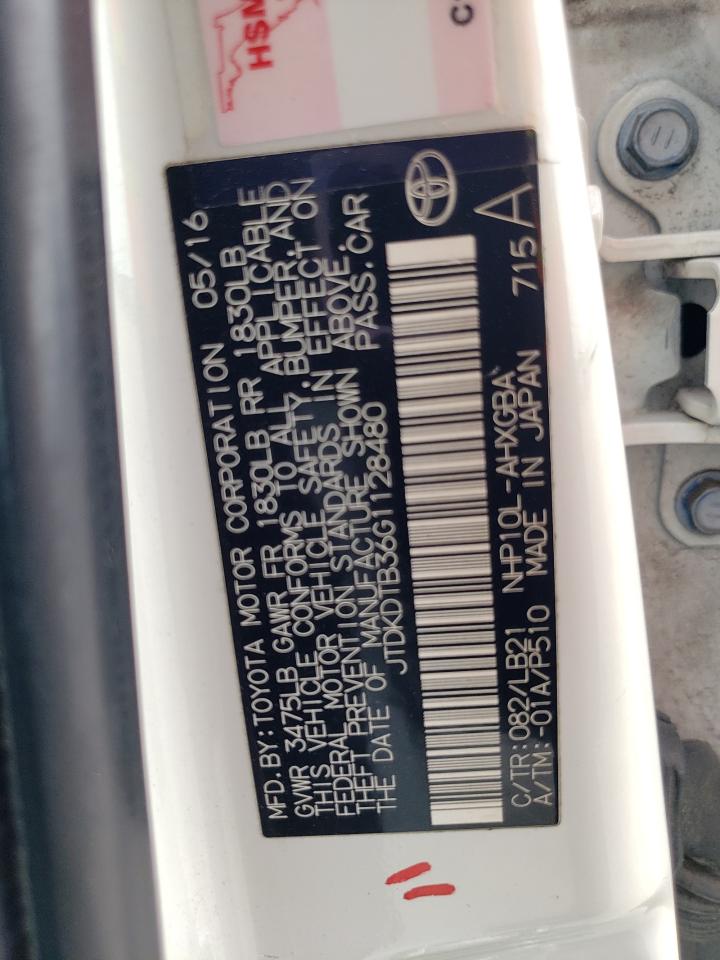 HSM
C
MFD. BY: TOYOTA MOTOR CORPORATION 05/16
GVWR 3475LB GAWR FR 1830LB RR 1830LB
THIS VEHICLE CONFORMS TO ALL APPLICABLE
FEDERAL MOTOR VEHICLE SAFETY, BUMPER, AND
THEFT PREVENTION STANDARDS IN EFFECT ON
THE DATE OF MANUFACTURE SHOWN ABOVE.
JTDKDTB36G1128480 PASS. CAR
C/TR: 082/LB21 NHP10L-AHXGBA 715 A
A/TM: -01A/P510 MADE IN JAPAN